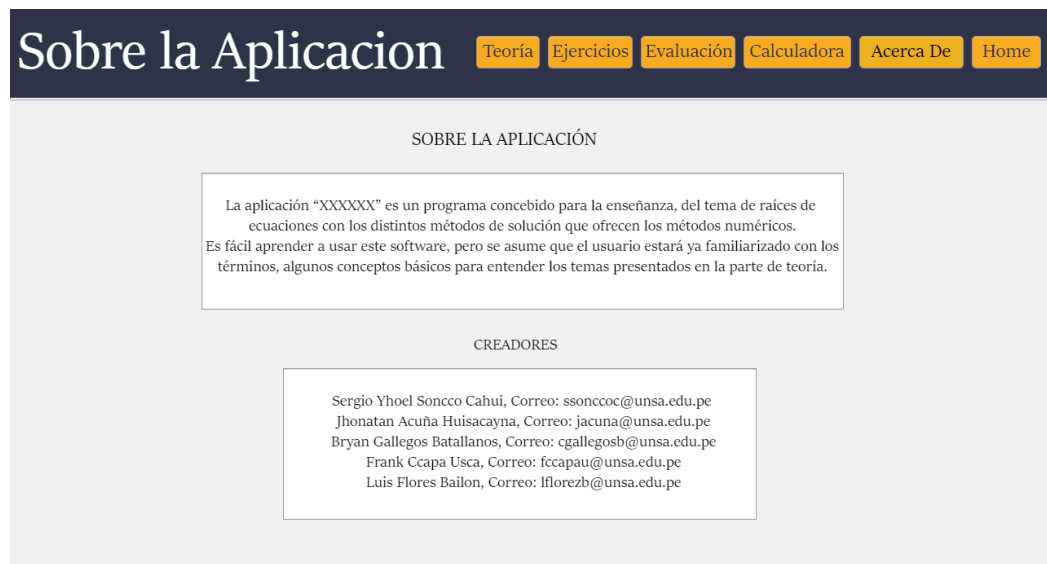 Sobre la Aplicacion
Teoría Ejercicios Evaluación Calculadora Acerca De Home
SOBRE LA APLICACIÓN
La aplicación “XXXXXX” es un programa concebido para la enseñanza, del tema de raíces de
ecuaciones con los distintos métodos de solución que ofrecen los métodos numéricos.
Es fácil aprender a usar este software, pero se asume que el usuario estará ya familiarizado con los
términos, algunos conceptos básicos para entender los temas presentados en la parte de teoría.
CREADORES
Sergio Yhoel Soncco Cahui, Correo: ssonccoc@unsa.edu.pe
Jhonatan Acuña Huisacayna, Correo: jacuna@unsa.edu.pe
Bryan Gallegos Batallanos, Correo: cgallegosb@unsa.edu.pe
Frank Ccapa Usca, Correo: fccapau@unsa.edu.pe
Luis Flores Bailon, Correo: lflorezb@unsa.edu.pe